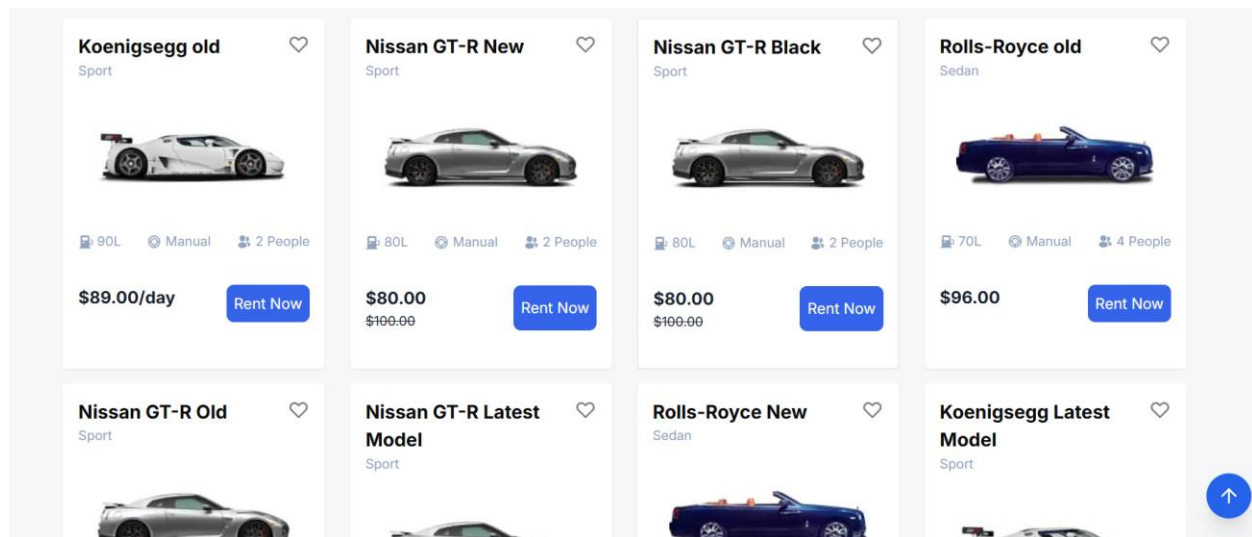 Koenigsegg old
Sport
90L Manual 2 People
$89.00/day
Rent Now
Nissan GT-R New
Sport
80L Manual 2 People
$80.00
$100.00
Rent Now
Nissan GT-R Black
Sport
80L Manual 2 People
$80.00
$100.00
Rent Now
Rolls-Royce old
Sedan
70L Manual 4 People
$96.00
Rent Now
Nissan GT-R Old
Sport
Nissan GT-R Latest
Model
Sport
Rolls-Royce New
Sedan
Koenigsegg Latest
Model
Sport